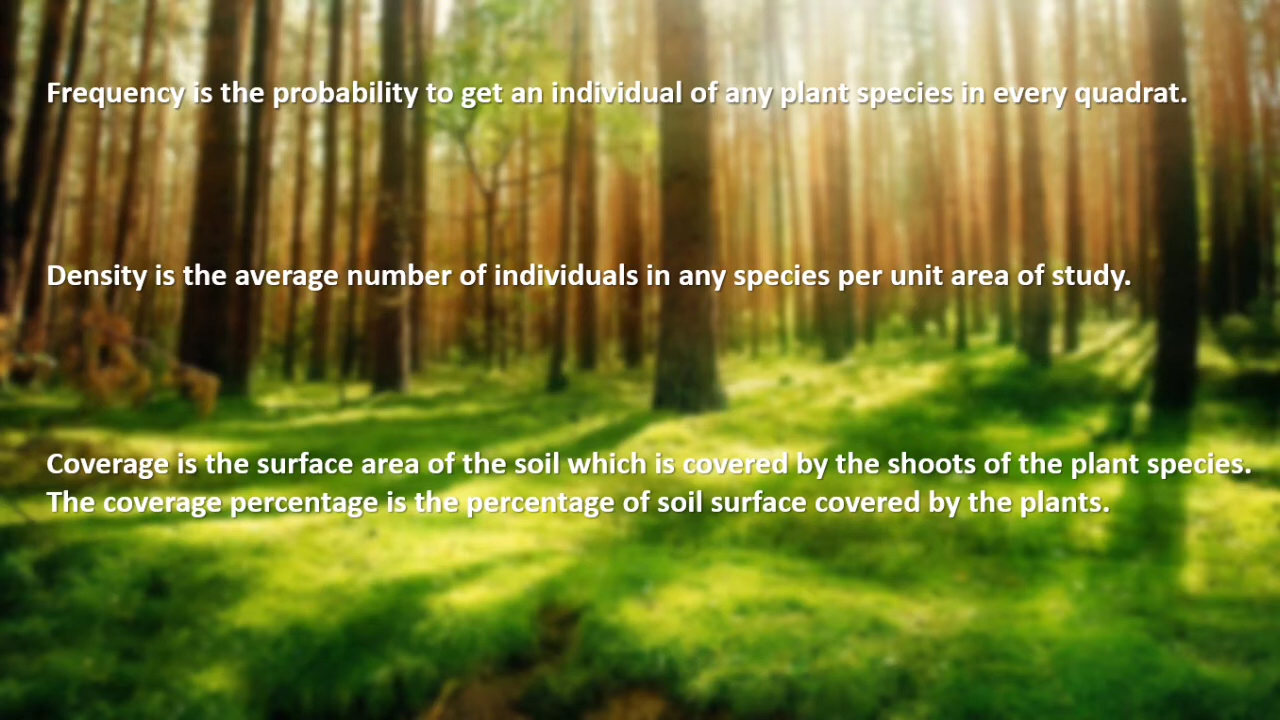 Frequency is the probability to get an individual of any plant species in every quadrat.
Density is the average number of individuals in any species per unit area of study.
Coverage is the surface area of the soil which is covered by the shoots of the plant species.
The coverage percentage is the percentage of soil surface covered by the plants.